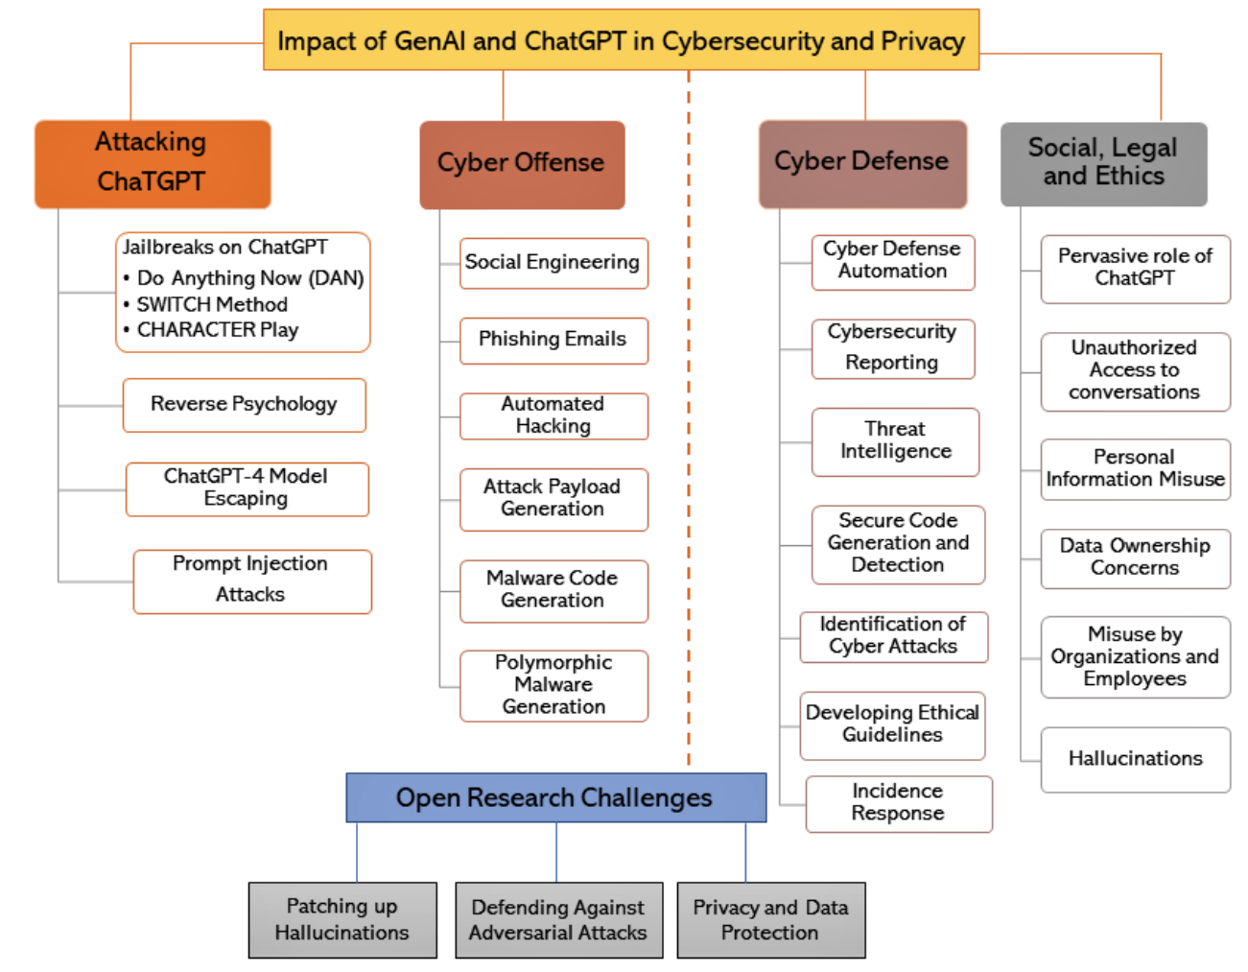 Impact of GenAI and ChatGPT in Cybersecurity and Privacy
Attacking
ChaTGPT
Jailbreaks on ChatGPT
• Do Anything Now (DAN)
• SWITCH Method
• CHARACTER Play
Reverse Psychology
ChatGPT-4 Model
Escaping
Prompt Injection
Attacks
Cyber Offense
Social Engineering
Phishing Emails
Automated
Hacking
Attack Payload
Generation
Malware Code
Generation
Polymorphic
Malware
Generation
Cyber Defense
Cyber Defense
Automation
Cybersecurity
Reporting
Threat
Intelligence
Secure Code
Generation and
Detection
Identification of
Cyber Attacks
Developing Ethical
Guidelines
Incidence
Response
Social, Legal
and Ethics
Pervasive role of
ChatGPT
Unauthorized
Access to
conversations
Personal
Information Misuse
Data Ownership
Concerns
Misuse by
Organizations and
Employees
Hallucinations
Open Research Challenges
Patching up
Hallucinations
Defending Against
Adversarial Attacks
Privacy and Data
Protection